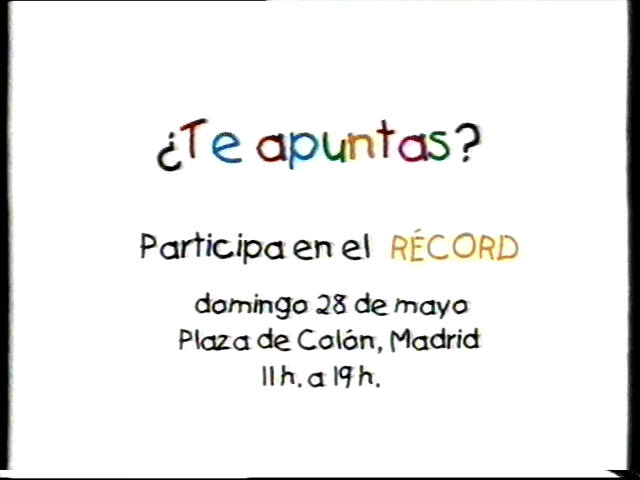 ¿Te apuntas?
Participa en el RÉCORD
domingo 28 de mayo
Plaza de Colón, Madrid
11 h. a 19 h.